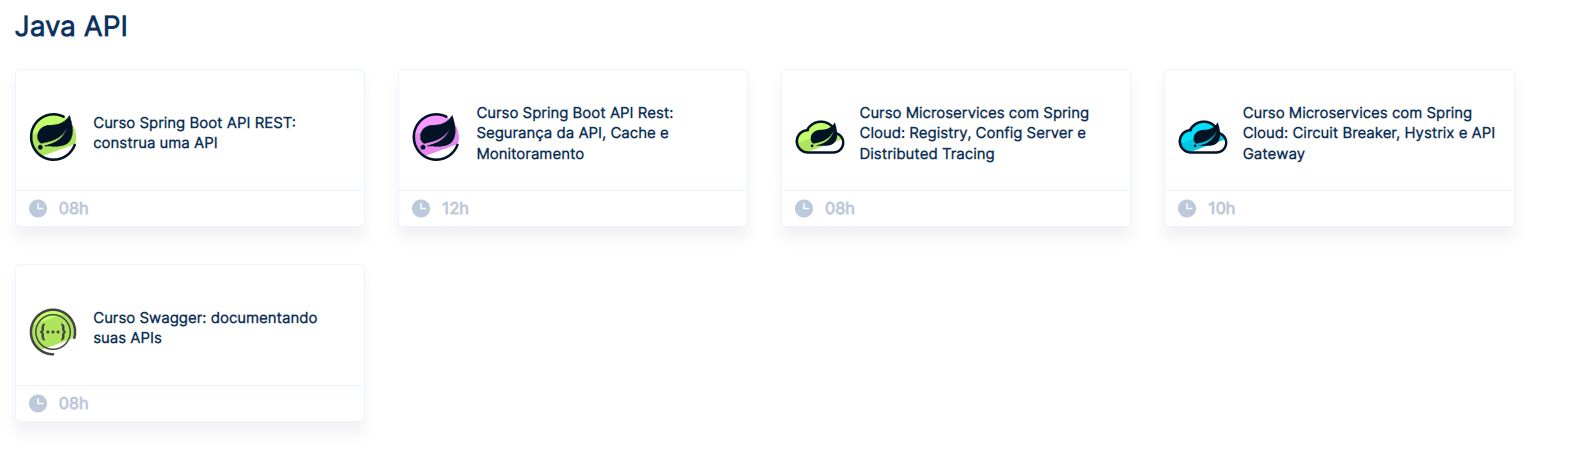 Java API
Curso Spring Boot API REST:
construa uma API
08h
Curso Spring Boot API Rest:
Segurança da API, Cache e
Monitoramento
12h
Curso Microservices com Spring
Cloud: Registry, Config Server e
Distributed Tracing
08h
Curso Microservices com Spring
Cloud: Circuit Breaker, Hystrix e API
Gateway
10h
Curso Swagger: documentando
suas APIs
08h